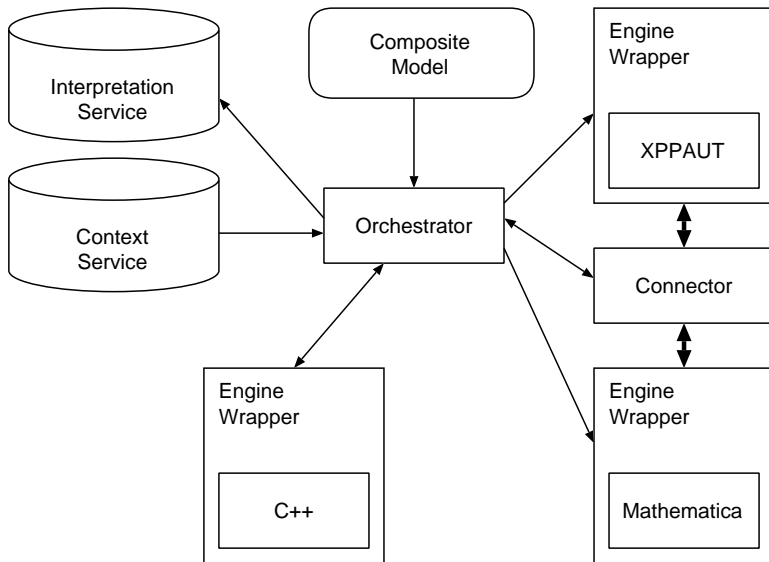 Interpretation
Service
Composite
Model
Engine
Wrapper
XPPAUT
Context
Service
Orchestrator
Connector
Engine
Wrapper
C++
Engine
Wrapper
Mathematica